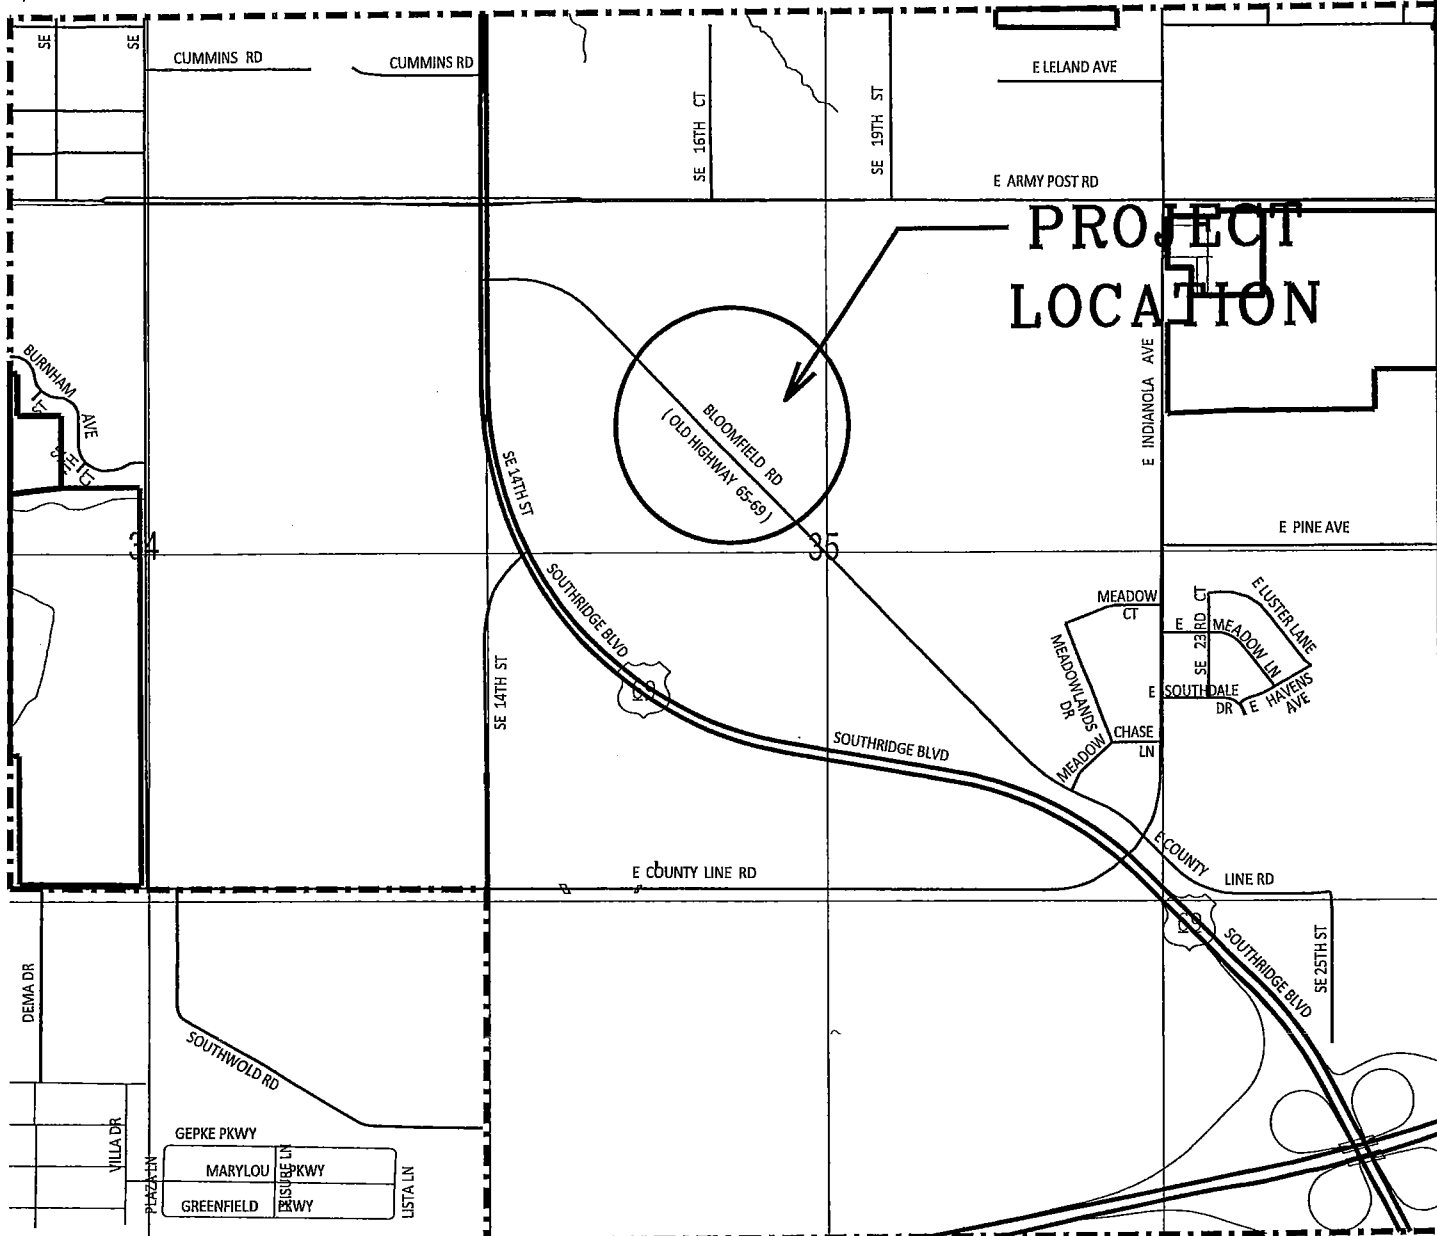 SE
SE
CUMMINS RD
CUMMINS RD
SE 16TH CT
SE 19TH ST
E LELAND AVE
E ARMY POST RD
PROJECT
LOCATION
BURNHAM
AVE
E INDIANOLA AVE
BLOOMFIELD RD
(OLD HIGHWAY 65-69)
SE 14TH ST
34
35
E PINE AVE
SOUTHRIDGE BLVD
MEADOW
CT
MEADOWLANDS
DR
SE 23RD CT
E LUSTER LANE
E MEADOW LN
E SOUTHDALE
DR
E HAVENS
AVE
SE 14TH ST
69
SOUTHRIDGE BLVD
CHASE
LN
MEADOW
E COUNTY LINE RD
E COUNTY
LINE RD
69
SOUTHRIDGE BLVD
SE 25TH ST
DEMA DR
SOUTHWOLD RD
VILLA DR
PLAZA LN
GEPKE PKWY
MARYLOU PKWY
LEISURE LN
GREENFIELD PKWY
LISTA LN